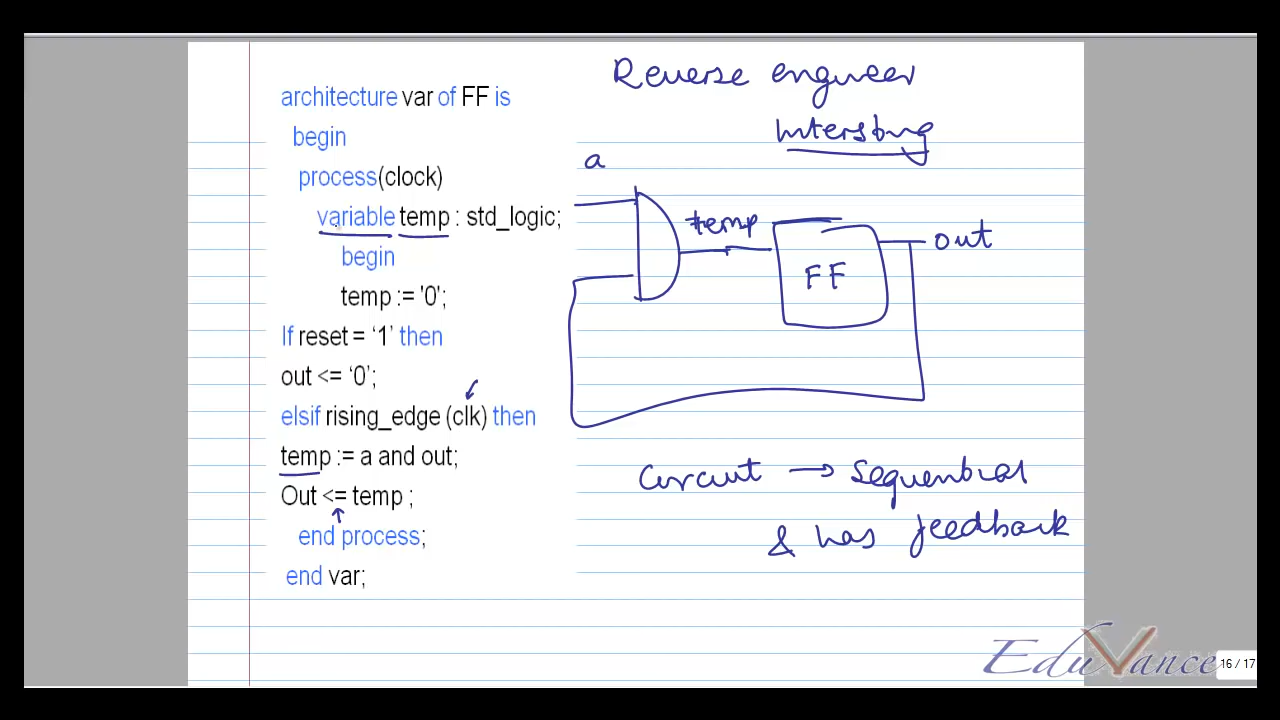 Reverse engineer
Intersting
architecture var of FF is
begin
process(clock)
variable temp : std_logic;
begin
temp := '0';
If reset = ‘1’ then
out <= ‘0’;
elsif rising_edge (clk) then
temp := a and out;
Out <= temp ;
end process;
end var;
a
temp
FF
out
Circuit → Sequential
& has feedback
EduVance
16 / 17